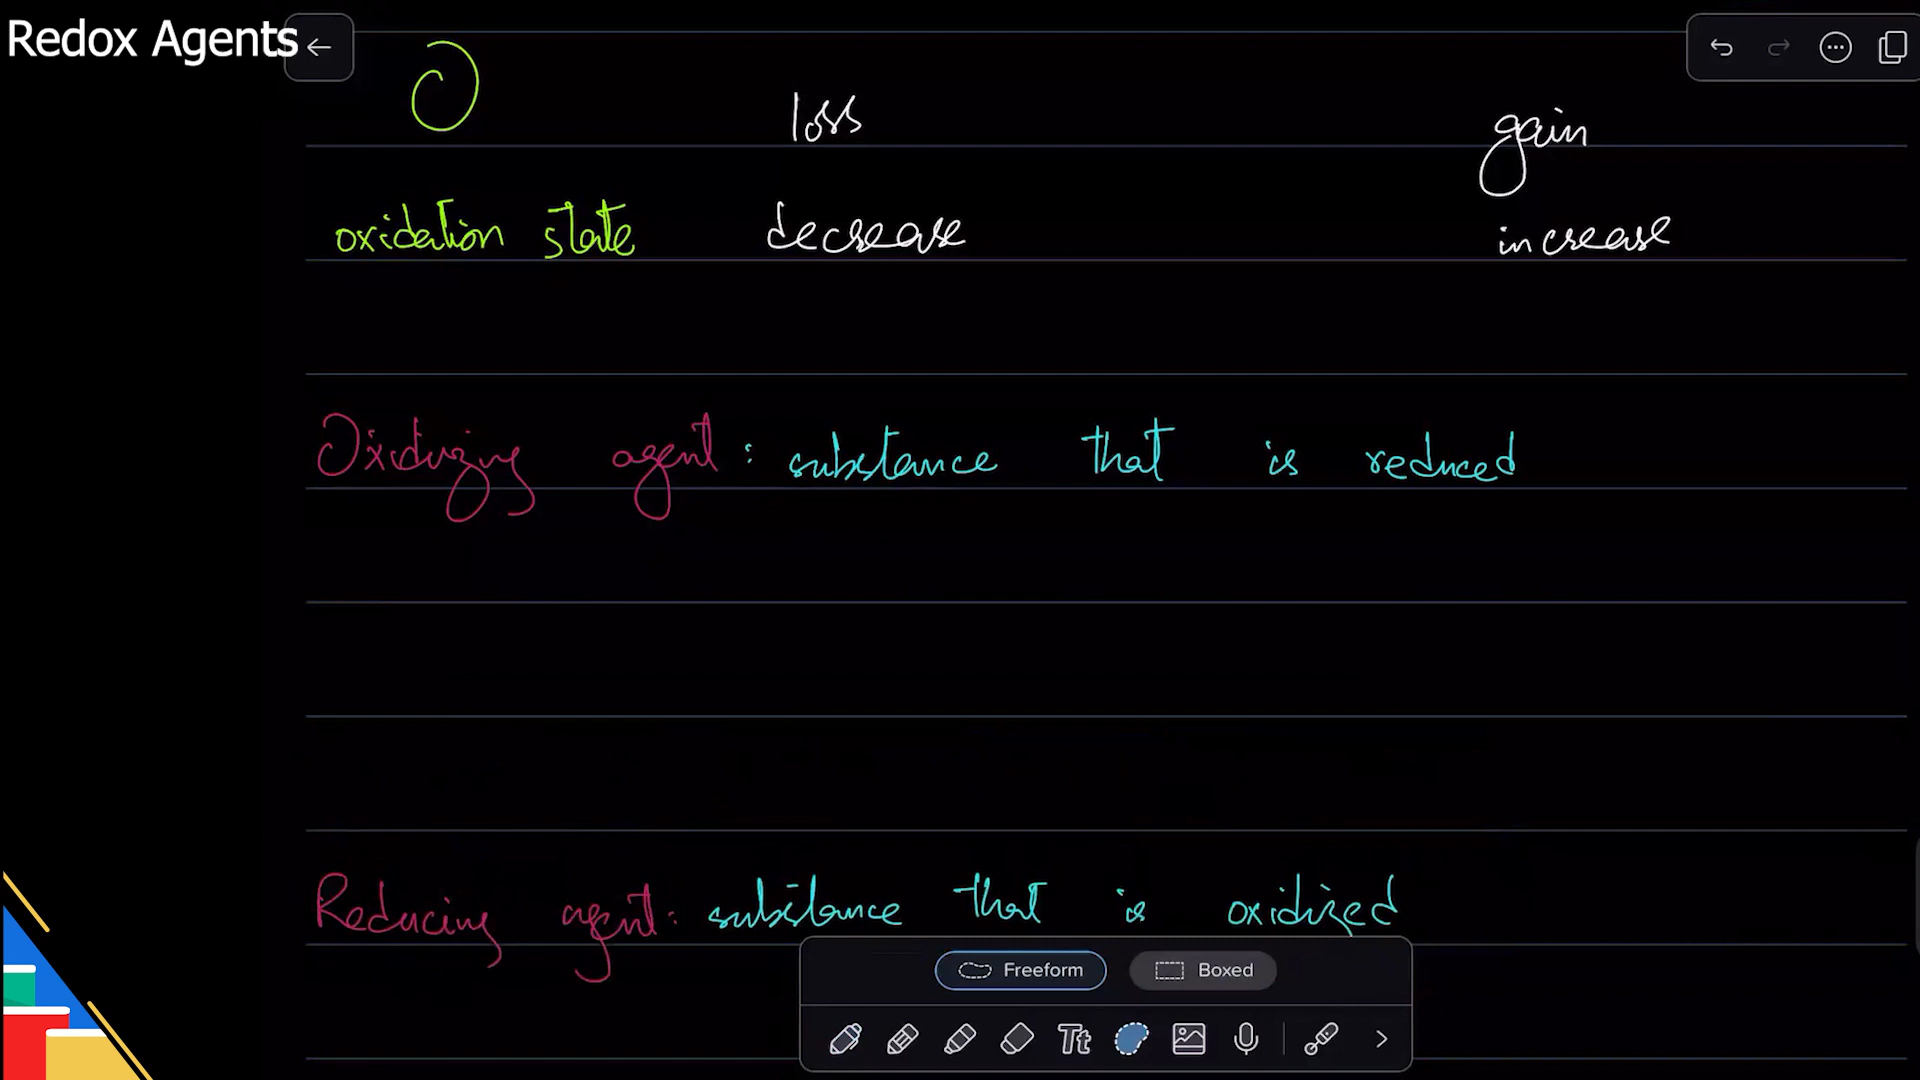 Redox Agents
O loss gain
oxidation state decrease increase
Oxidizing agent: substance that is reduced
Reducing agent: substance that is oxidized
Freeform Boxed
Tt